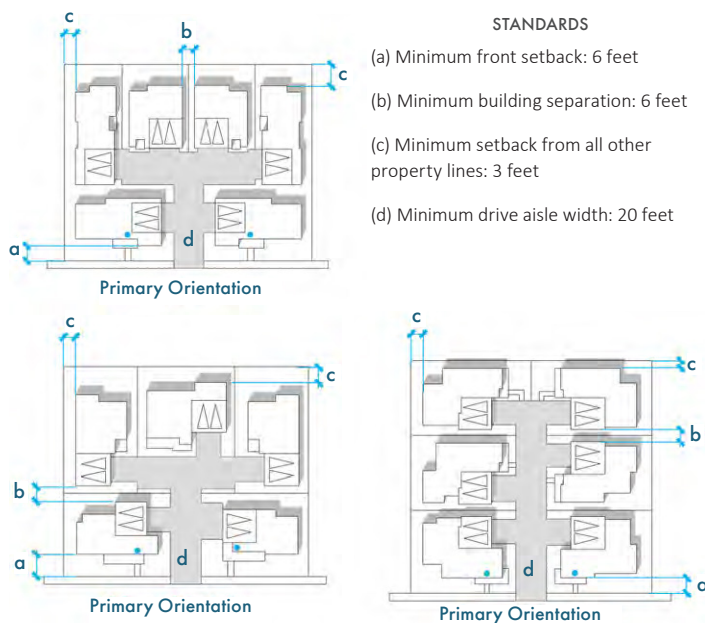 STANDARDS
(a) Minimum front setback: 6 feet
(b) Minimum building separation: 6 feet
(c) Minimum setback from all other
property lines: 3 feet
(d) Minimum drive aisle width: 20 feet
c
b
c
a
d
Primary Orientation
c
c
b
a
d
Primary Orientation
c
c
b
d
a
Primary Orientation